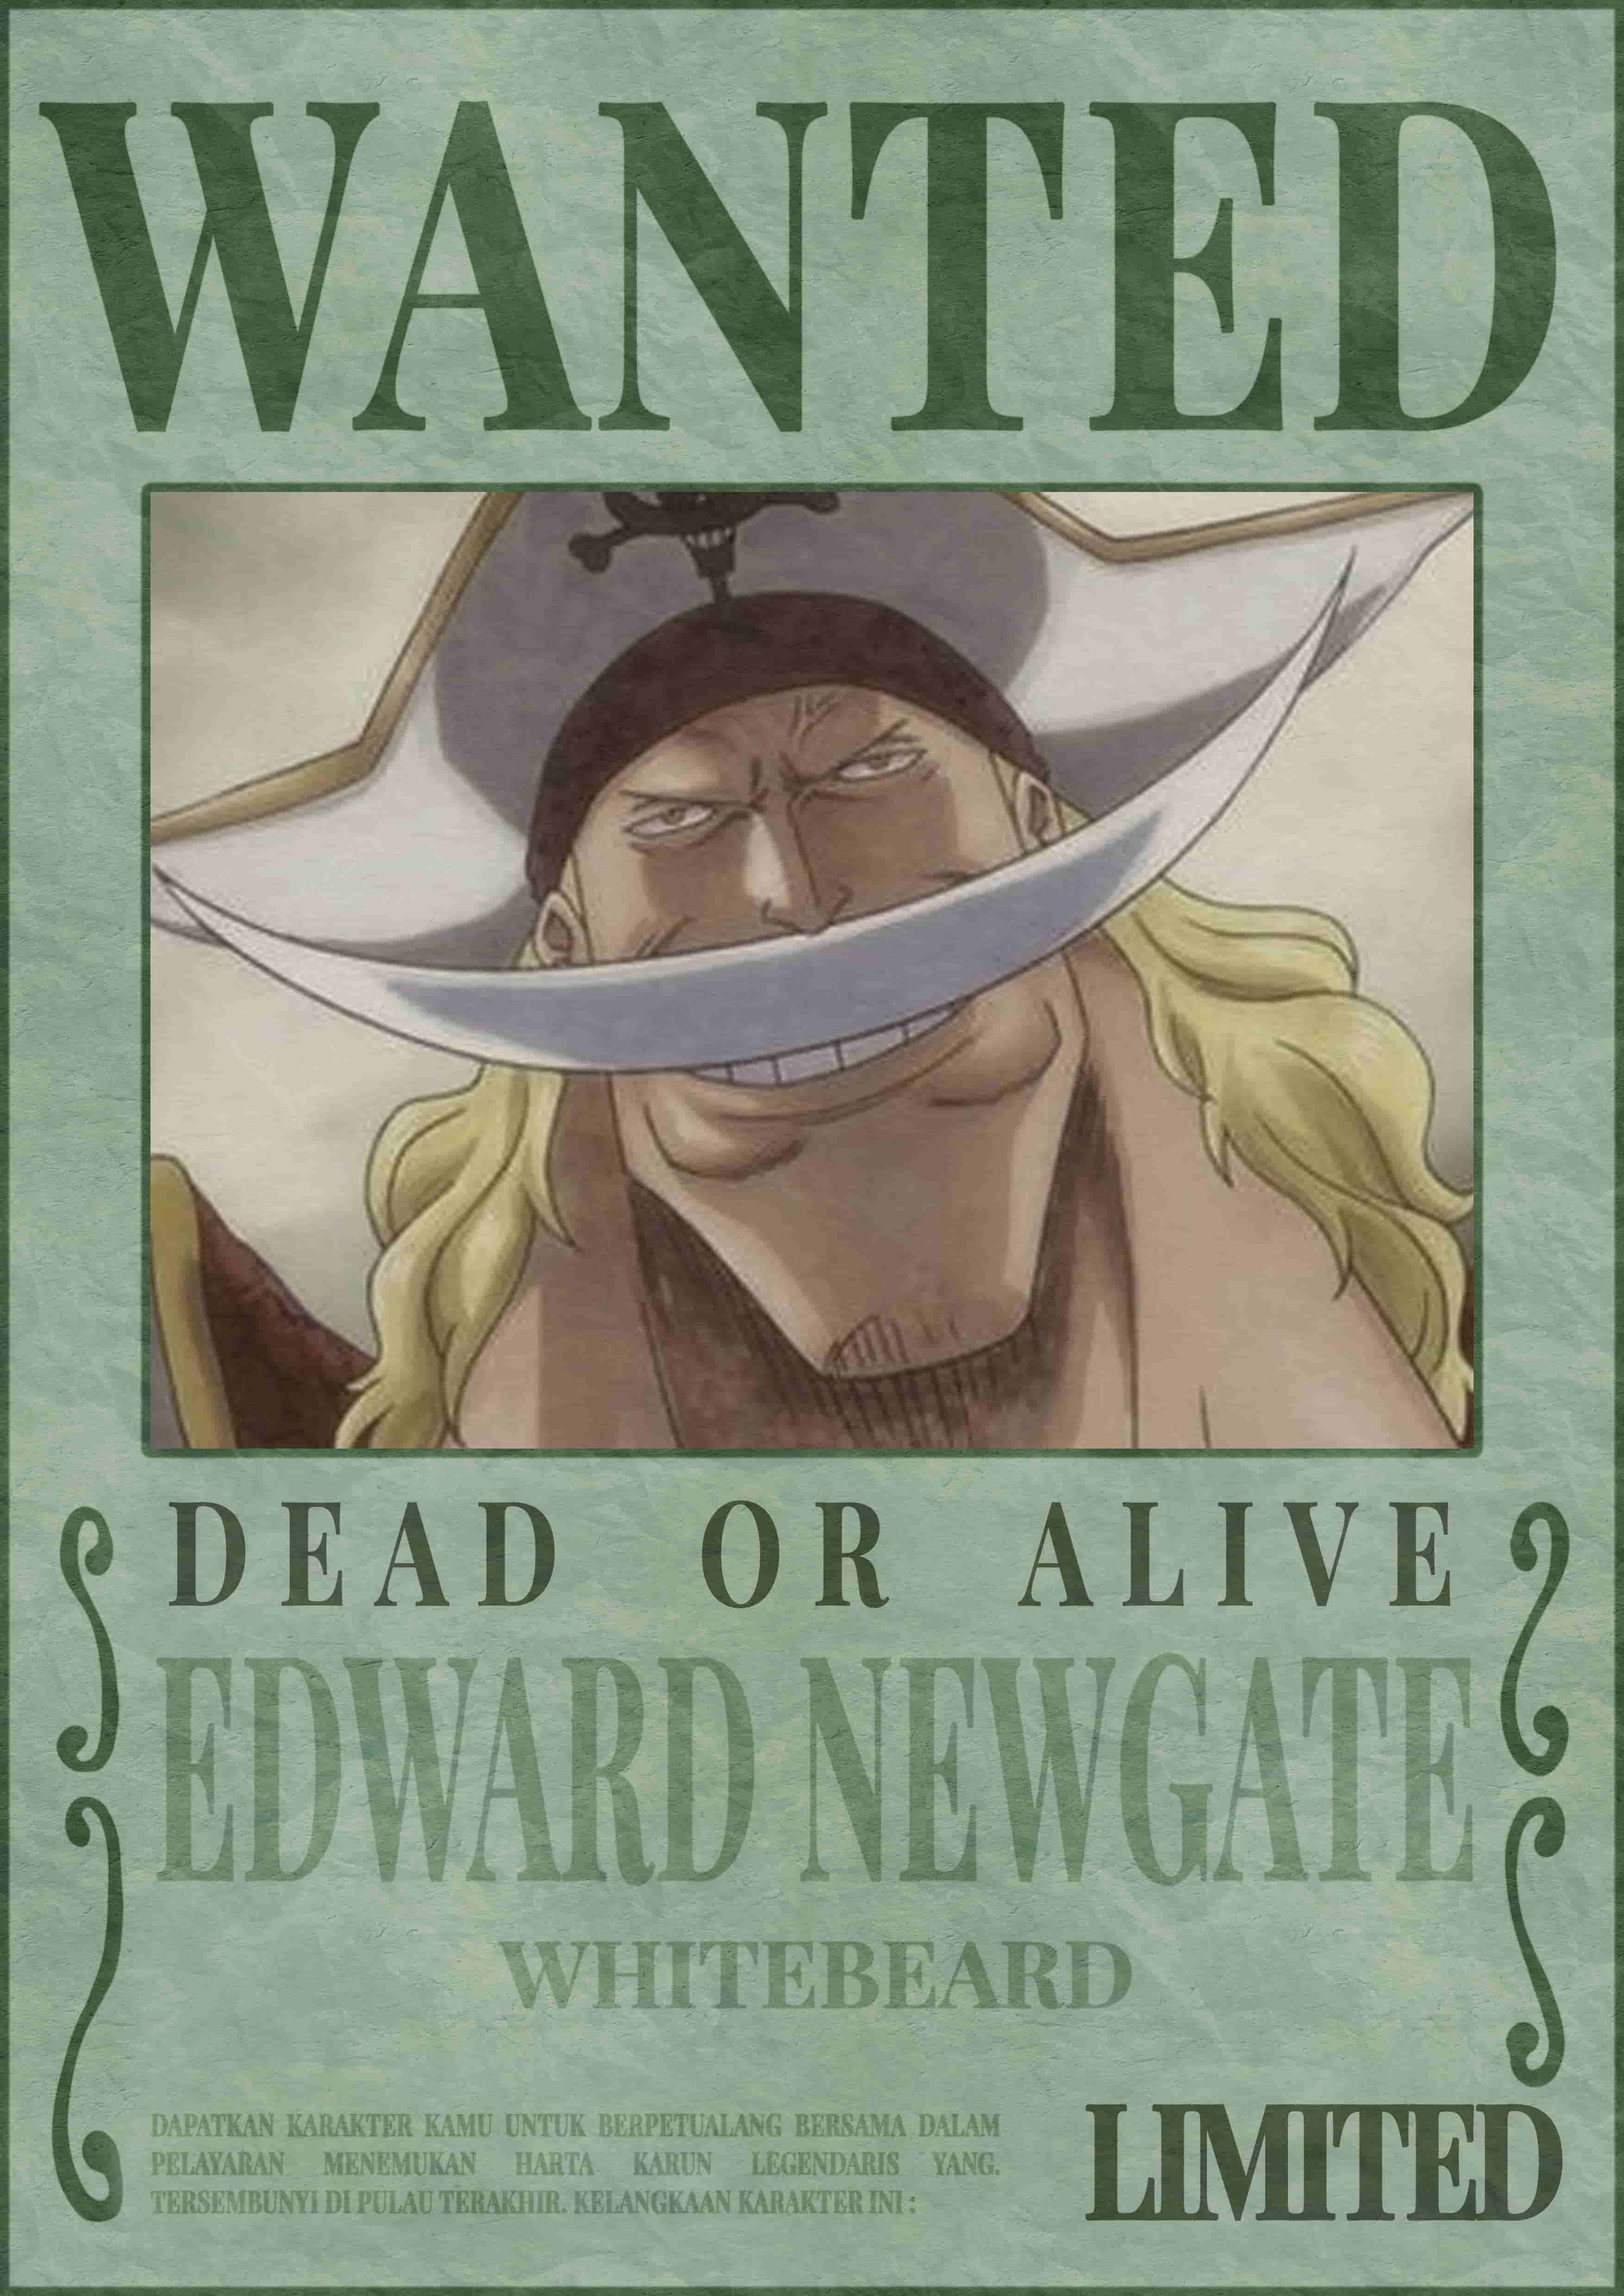 WANTED
DEAD OR ALIVE
EDWARD NEWGATE
WHITEBEARD
DAPATKAN KARAKTER KAMU UNTUK BERPETUALANG BERSAMA DALAM
PELAYARAN MENEMUKAN HARTA KARUN LEGENDARIS YANG.
TERSEMBUNYI DI PULAU TERAKHIR. KELANGKAAN KARAKTER INI :
LIMITED